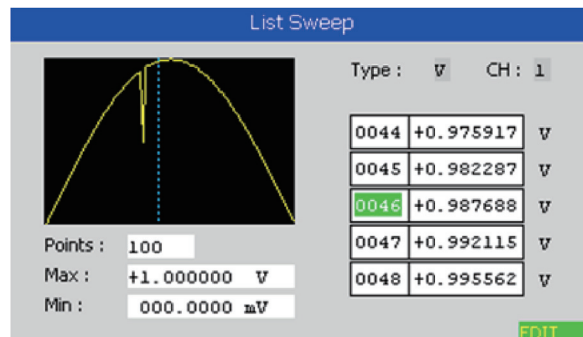 List Sweep
Type : V CH : 1
0044 +0.975917 V
0045 +0.982287 V
0046 +0.987688 V
0047 +0.992115 V
0048 +0.995562 V
Points : 100
Max : +1.000000 V
Min : 000.0000 mV
EDIT